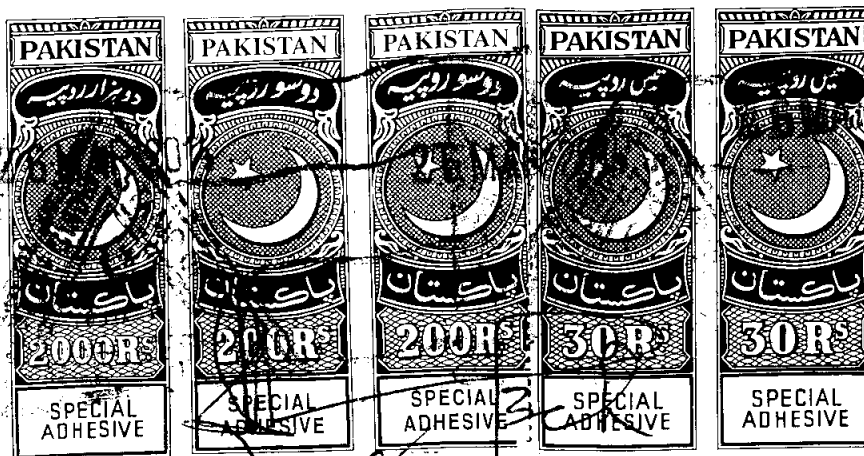 PAKISTAN PAKISTAN PAKISTAN PAKISTAN PAKISTAN
دو ہزار روپیہ دو سو روپیہ دو سو روپیہ تیس روپیہ تیس روپیہ
26 MAR
پاکستان پاکستان پاکستان پاکستان پاکستان
2000RS 200RS 200RS 30RS 30RS
SPECIAL SPECIAL SPECIAL SPECIAL SPECIAL
ADHESIVE ADHESIVE ADHESIVE ADHESIVE ADHESIVE